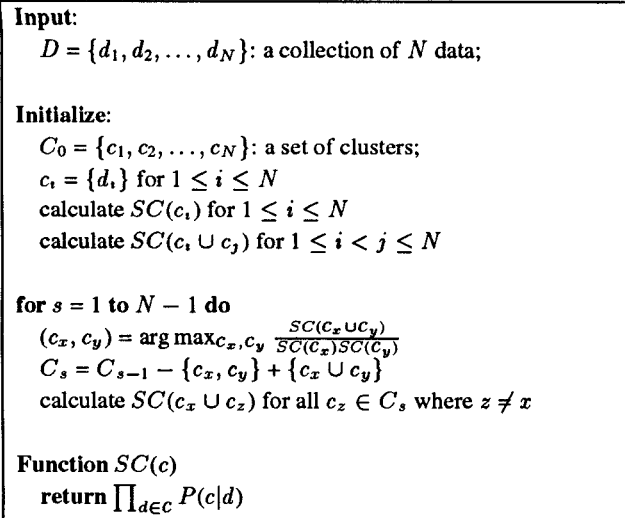 Input:
D = {d_1, d_2, ..., d_N}: a collection of N data;
Initialize:
C_0 = {c_1, c_2, ..., c_N}: a set of clusters;
c_i = {d_i} for 1 ≤ i ≤ N
calculate SC(c_i) for 1 ≤ i ≤ N
calculate SC(c_i ∪ c_j) for 1 ≤ i < j ≤ N
for s = 1 to N − 1 do
(c_x, c_y) = arg max_{c_x,c_y} SC(c_x ∪ c_y) / SC(c_x)SC(c_y)
C_s = C_{s−1} − {c_x, c_y} + {c_x ∪ c_y}
calculate SC(c_x ∪ c_z) for all c_z ∈ C_s where z ≠ x
Function SC(c)
return ∏_{d∈c} P(c|d)